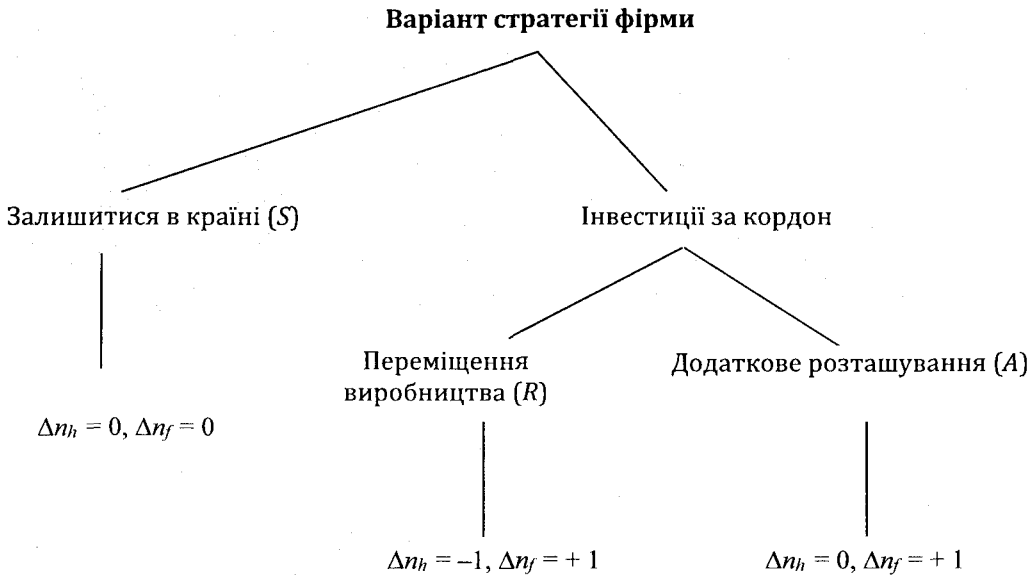 Варіант стратегії фірми
Залишитися в країні (S)
Інвестиції за кордон
Переміщення
виробництва (R)
Додаткове розташування (A)
Δnh = 0, Δnf = 0
Δnh = –1, Δnf = + 1
Δnh = 0, Δnf = + 1